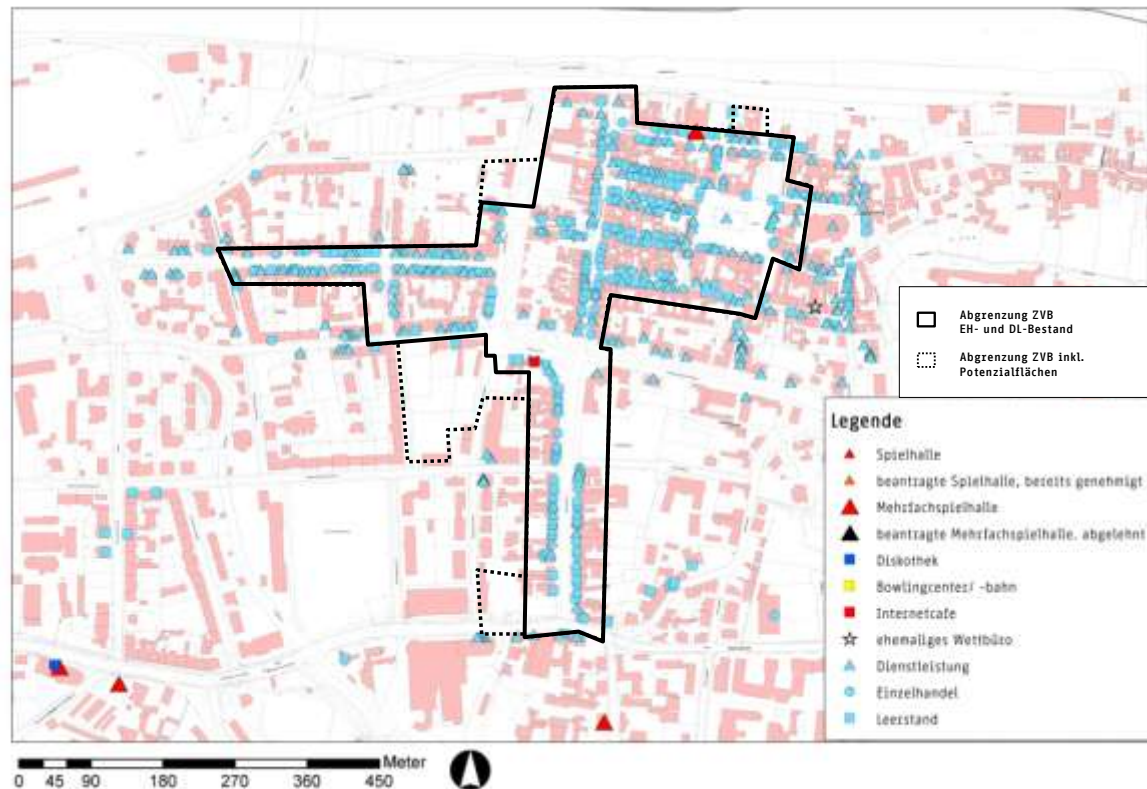 Abgrenzung ZVB
EH- und DL-Bestand
Abgrenzung ZVB inkl.
Potenzialflächen
Legende
Spielhalle
beantragte Spielhalle, bereits genehmigt
Mehrfachspielhalle
beantragte Mehrfachspielhalle. abgelehnt
Diskothek
Bowlingcenter/ -bahn
Internetcafe
ehemaliges Wettbüro
Dienstleistung
Einzelhandel
Leerstand
Meter
0 45 90 180 270 360 450